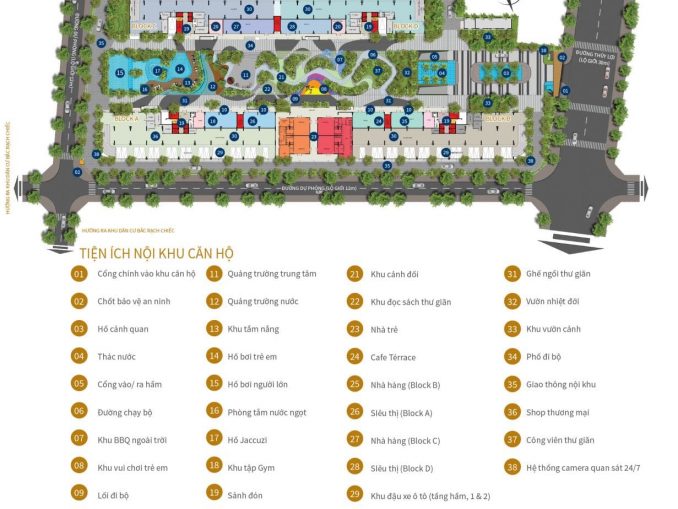 BLOCK D
ĐƯỜNG DỰ PHÓNG (LỘ GIỚI 12m)
ĐƯỜNG THỦY LỢI
(LỘ GIỚI 30m)
BLOCK A
ĐƯỜNG DỰ PHÓNG (LỘ GIỚI 12m)
HƯỚNG RA KHU DÂN CƯ BẮC RẠCH CHIẾC
HƯỚNG RA KHU DÂN CƯ BẮC RẠCH CHIẾC
TIỆN ÍCH NỘI KHU CĂN HỘ
01 Cổng chính vào khu căn hộ
02 Chốt bảo vệ an ninh
03 Hồ cảnh quan
04 Thác nước
05 Cổng vào/ ra hầm
06 Đường chạy bộ
07 Khu BBQ ngoài trời
08 Khu vui chơi trẻ em
09 Lối đi bộ
11 Quảng trường trung tâm
12 Quảng trường nước
13 Khu tắm nắng
14 Hồ bơi trẻ em
15 Hồ bơi người lớn
16 Phòng tắm nước ngọt
17 Hồ Jaccuzi
18 Khu tập Gym
19 Sảnh đón
21 Khu cảnh đồi
22 Khu đọc sách thư giãn
23 Nhà trẻ
24 Cafe Térrace
25 Nhà hàng (Block B)
26 Siêu thị (Block A)
27 Nhà hàng (Block C)
28 Siêu thị (Block D)
29 Khu đậu xe ô tô (tầng hầm, 1 & 2)
31 Ghế ngồi thư giãn
32 Vườn nhiệt đới
33 Khu vườn cảnh
34 Phố đi bộ
35 Giao thông nội khu
36 Shop thương mại
37 Công viên thư giãn
38 Hệ thống camera quan sát 24/7